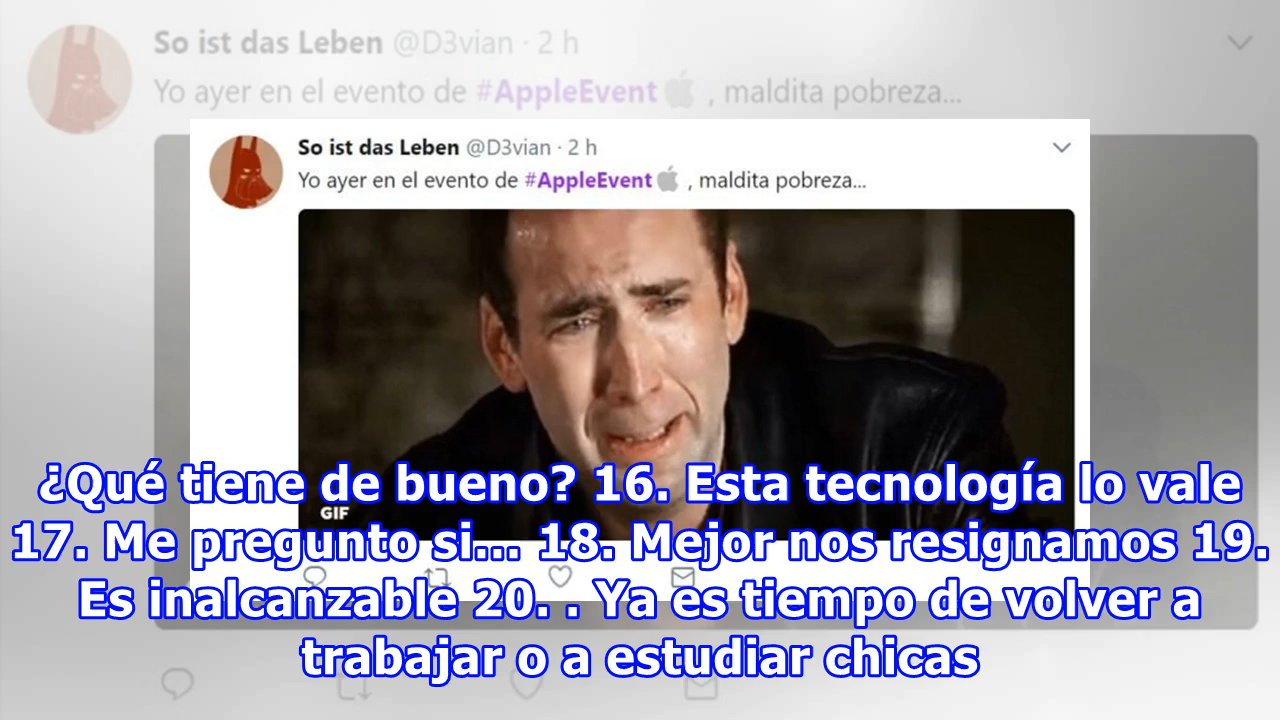 So ist das Leben @D3vian · 2 h
Yo ayer en el evento de #AppleEvent , maldita pobreza...
So ist das Leben @D3vian · 2 h
Yo ayer en el evento de #AppleEvent , maldita pobreza...
GIF
¿Qué tiene de bueno? 16. Esta tecnología lo vale
17. Me pregunto si... 18. Mejor nos resignamos 19.
Es inalcanzable 20. . Ya es tiempo de volver a
trabajar o a estudiar chicas